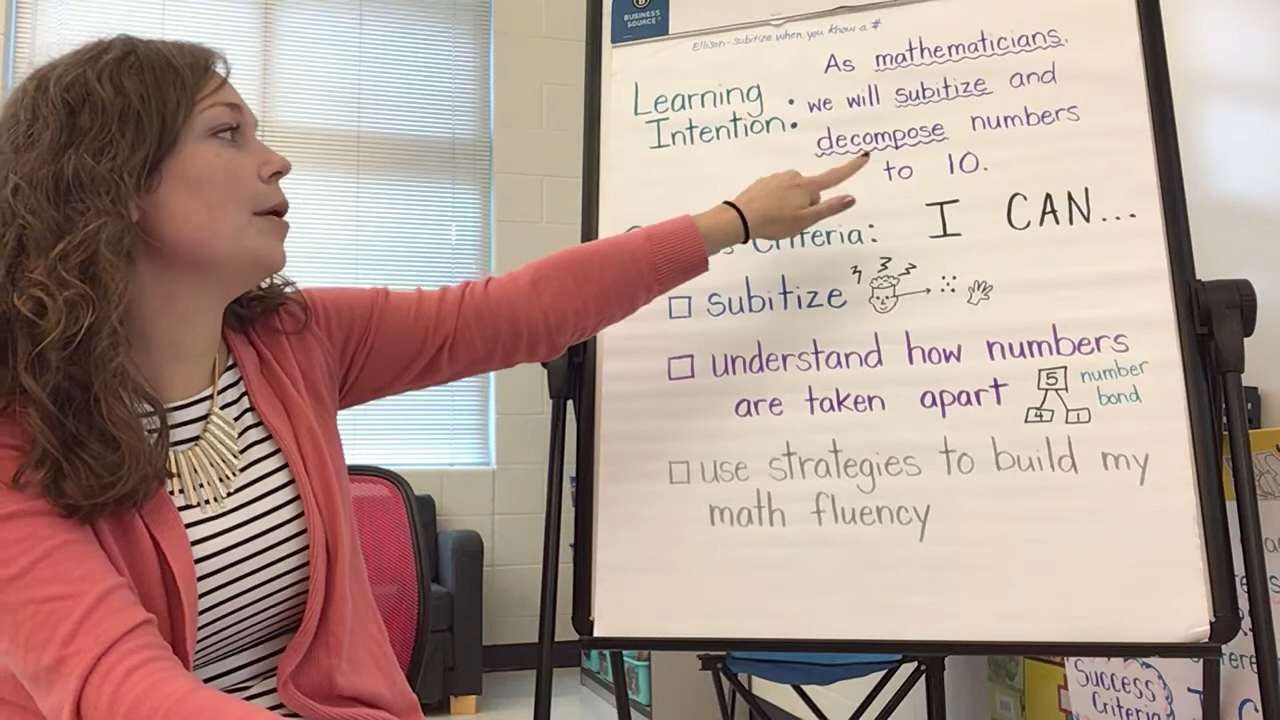 BUSINESS
SOURCE
Ellison-subitize when you know a #
As mathematicians,
Learning
Intention:
we will subitize and
decompose numbers
to 10.
Criteria: I CAN...
subitize
understand how numbers
are taken apart
5
4 1
number
bond
use strategies to build my
math fluency
Success
Criteria